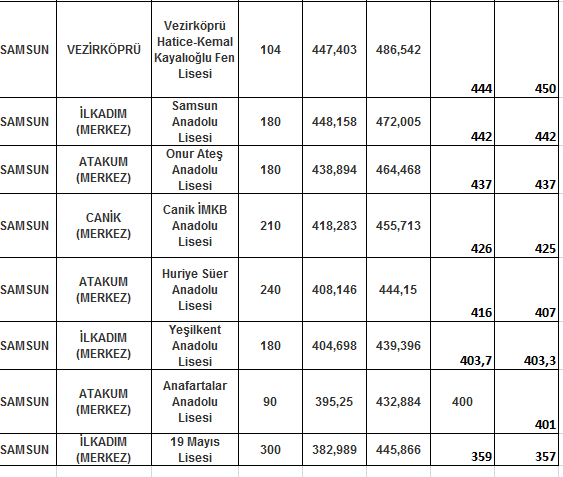 SAMSUN VEZİRKÖPRÜ Vezirköprü Hatice-Kemal Kayalıoğlu Fen Lisesi 104 447,403 486,542 444 450
SAMSUN İLKADIM (MERKEZ) Samsun Anadolu Lisesi 180 448,158 472,005 442 442
SAMSUN ATAKUM (MERKEZ) Onur Ateş Anadolu Lisesi 180 438,894 464,468 437 437
SAMSUN CANİK (MERKEZ) Canik İMKB Anadolu Lisesi 210 418,283 455,713 426 425
SAMSUN ATAKUM (MERKEZ) Huriye Süer Anadolu Lisesi 240 408,146 444,15 416 407
SAMSUN İLKADIM (MERKEZ) Yeşilkent Anadolu Lisesi 180 404,698 439,396 403,7 403,3
SAMSUN ATAKUM (MERKEZ) Anafartalar Anadolu Lisesi 90 395,25 432,884 400 401
SAMSUN İLKADIM (MERKEZ) 19 Mayıs Lisesi 300 382,989 445,866 359 357